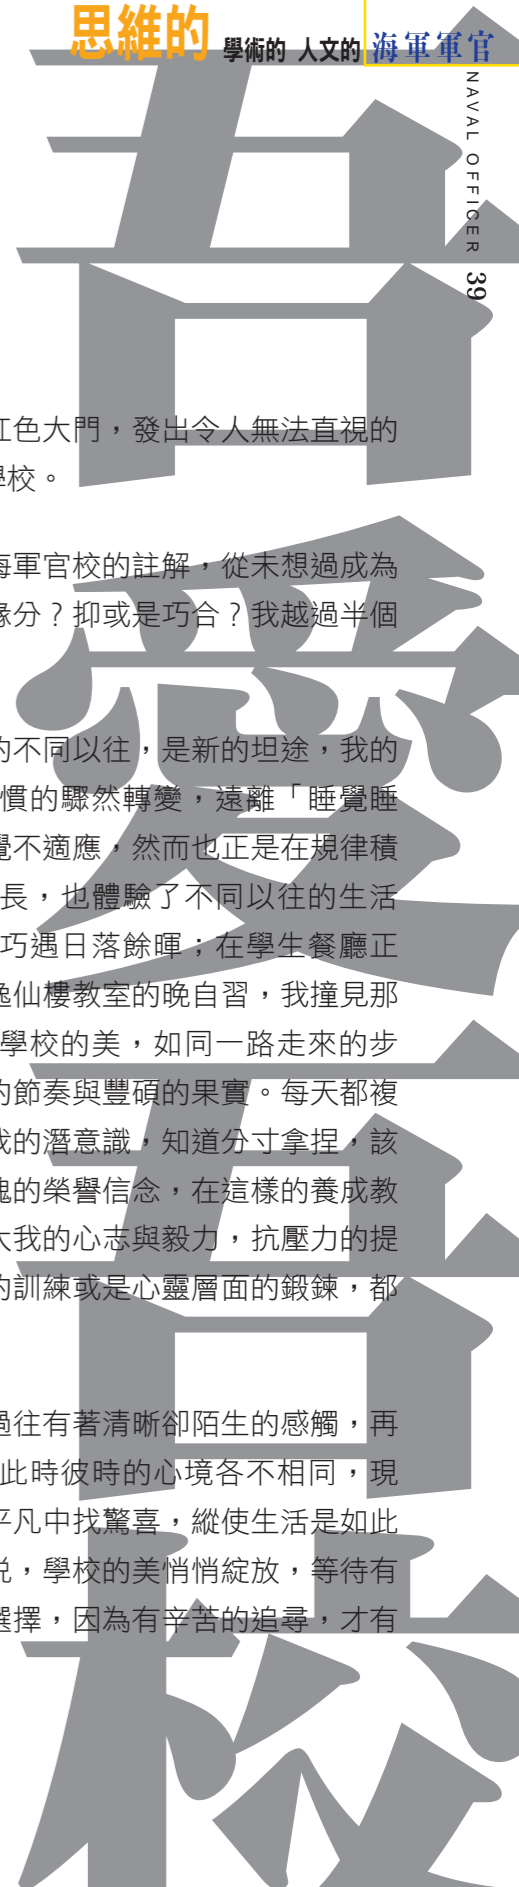 思維的 學術的 人文的 海軍軍官
NAVAL OFFICER 39
吾愛吾校
紅色大門，發出令人無法直視的
學校。
海軍官校的註解，從未想過成為
緣分？抑或是巧合？我越過半個
的不同以往，是新的坦途，我的
慣的驟然轉變，遠離「睡覺睡
覺不適應，然而也正是在規律積
長，也體驗了不同以往的生活
巧遇日落餘暉；在學生餐廳正
逸仙樓教室的晚自習，我撞見那
學校的美，如同一路走來的步
的節奏與豐碩的果實。每天都複
我的潛意識，知道分寸拿捏，該
愧的榮譽信念，在這樣的養成教
大我的心志與毅力，抗壓力的提
的訓練或是心靈層面的鍛鍊，都
過往有著清晰卻陌生的感觸，再
此時彼時的心境各不相同，現
平凡中找驚喜，縱使生活是如此
說，學校的美悄悄綻放，等待有
選擇，因為有辛苦的追尋，才有